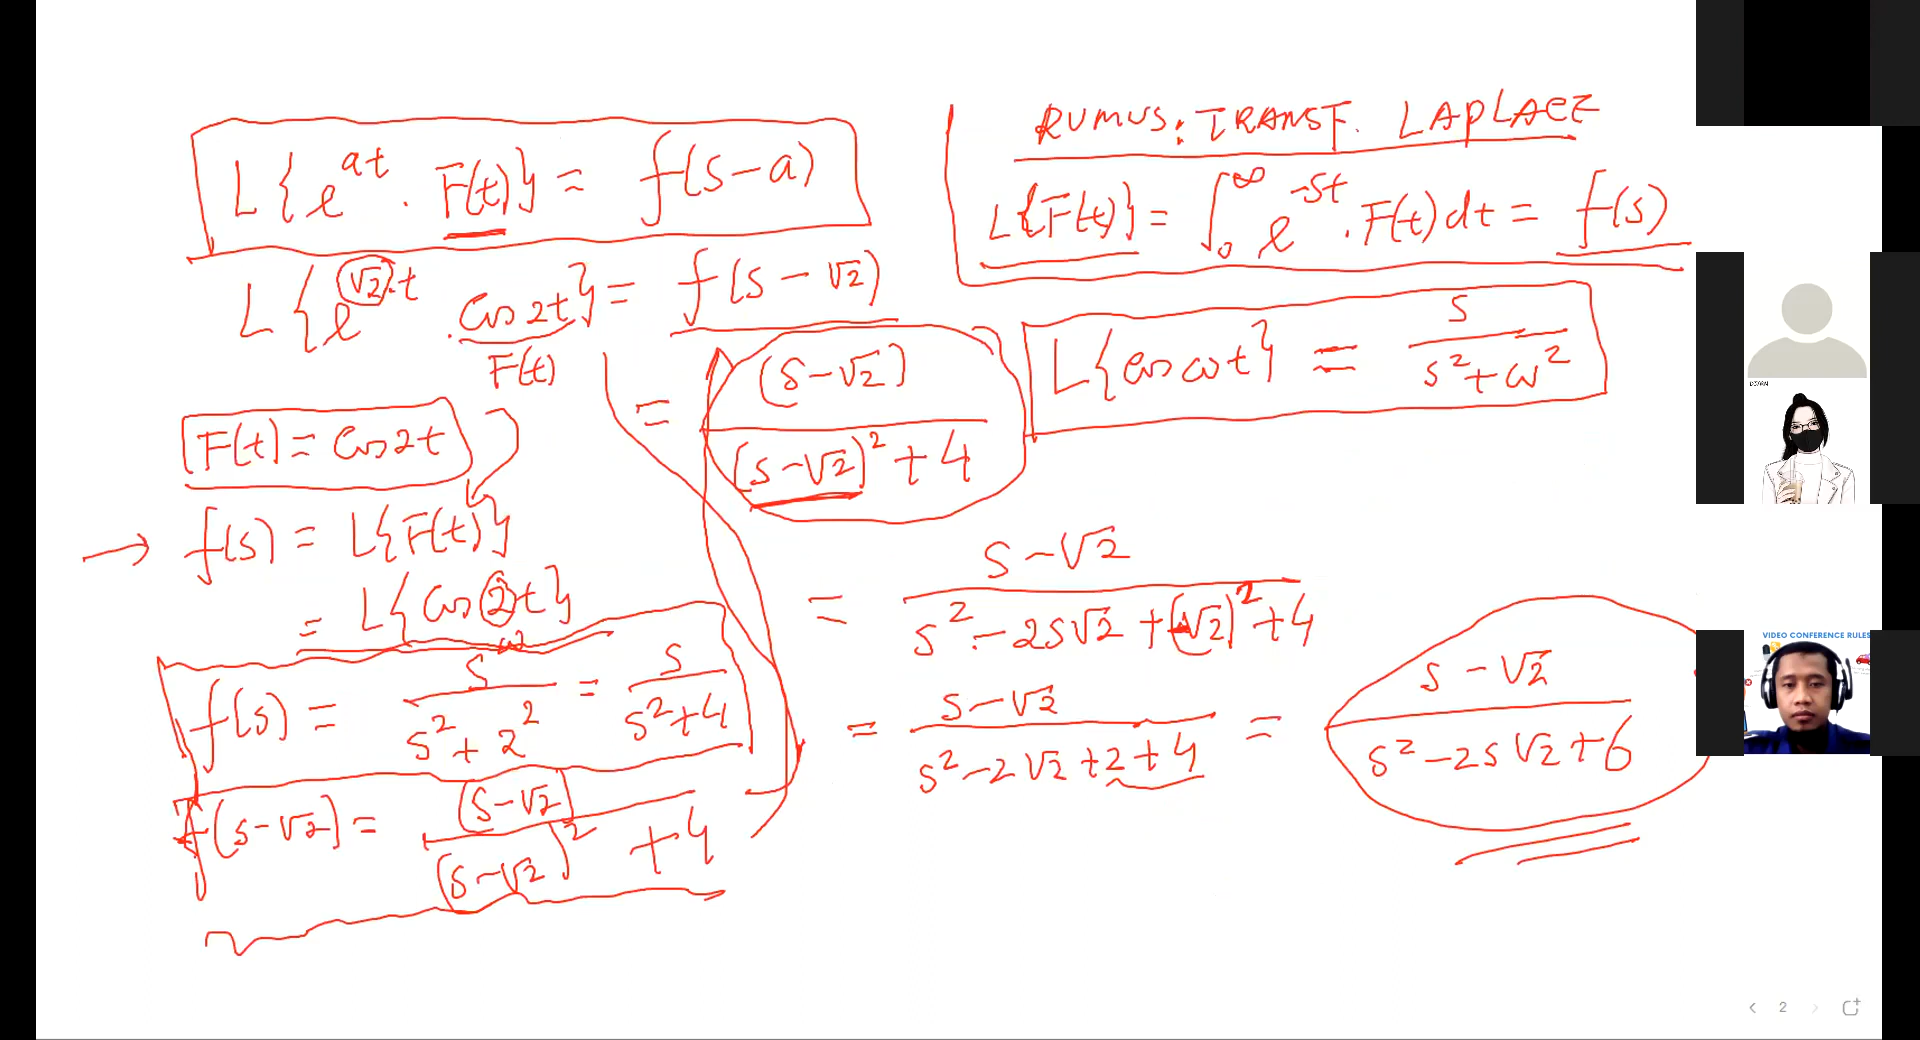 L{e^{at} . F(t)} = f(s-a)
L{e^{√2.t} . Cos 2t} = f(s-√2)
F(t)
F(t) = Cos 2t
→ f(s) = L{F(t)}
= L{Cos 2t}
ω
f(s) = s/(s²+2²) = s/(s²+4)
f(s-√2) = (s-√2)/((s-√2)²+4)
RUMUS: TRANSF. LAPLACE
L{F(t)} = ∫₀^∞ e^{-st} . F(t) dt = f(s)
L{cos ωt} = s/(s²+ω²)
= (s-√2)/((s-√2)²+4)
= s-√2/(s²-2s√2+(√2)²+4)
= s-√2/(s²-2√2+2+4) = s-√2/(s²-2s√2+6)
VIDEO CONFERENCE RULES
2